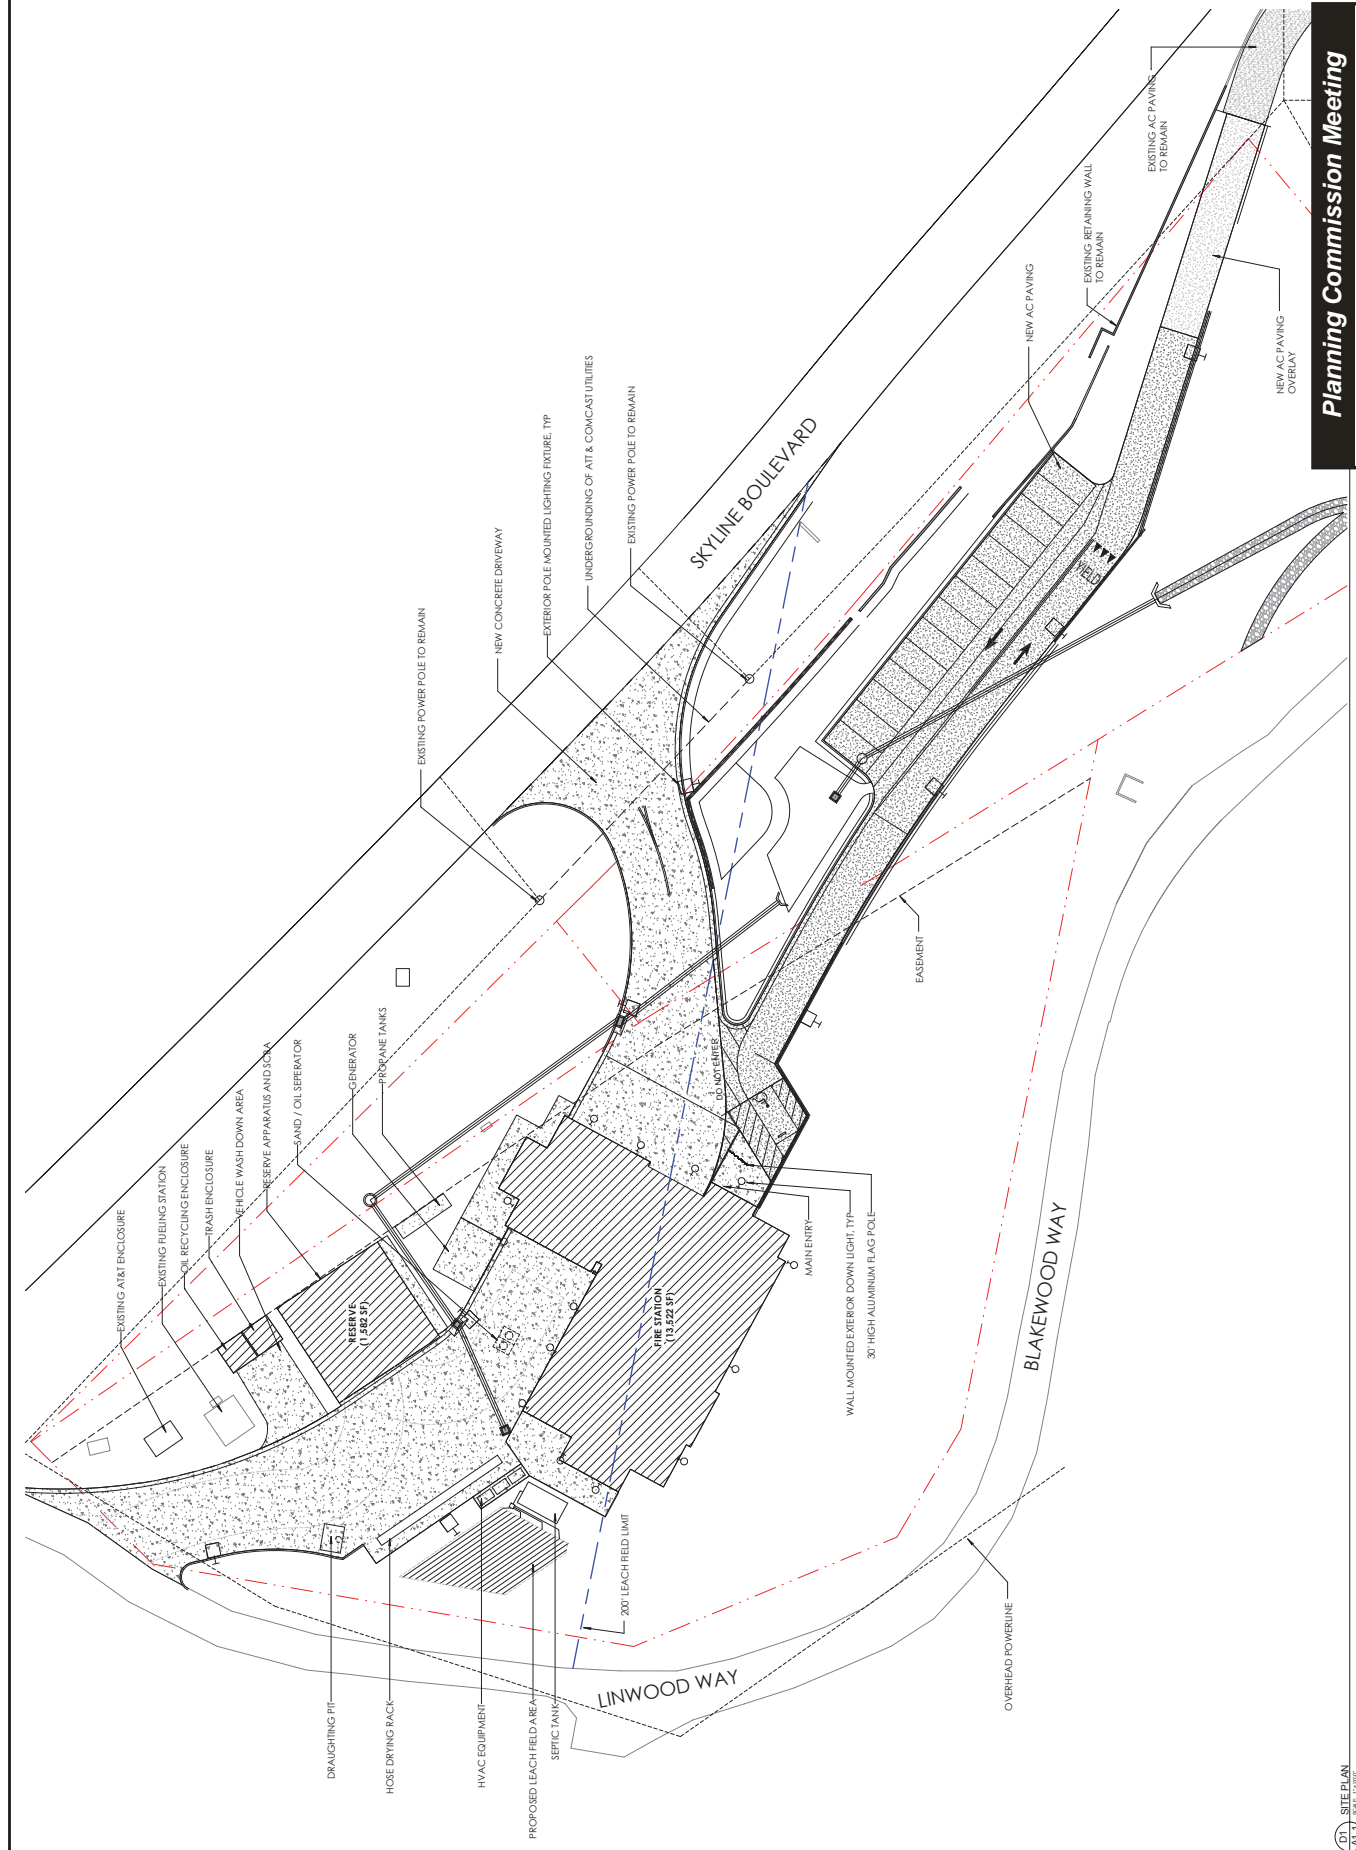 EXISTING AT&T ENCLOSURE
EXISTING FUELING STATION
OIL RECYCLING ENCLOSURE
TRASH ENCLOSURE
VEHICLE WASH DOWN AREA
RESERVE APPARATUS AND SCBA
SAND / OIL SEPERATOR
GENERATOR
PROPANE TANKS
EXISTING POWER POLE TO REMAIN
NEW CONCRETE DRIVEWAY
EXTERIOR POLE MOUNTED LIGHTING FIXTURE, TYP
UNDERGROUNDING OF ATT & COMCAST UTILITIES
EXISTING POWER POLE TO REMAIN
SKYLINE BOULEVARD
NEW AC PAVING
EXISTING RETAINING WALL
TO REMAIN
EXISTING AC PAVING
TO REMAIN
NEW AC PAVING
OVERLAY
YIELD
DO NOT ENTER
EASEMENT
RESERVE
(1,582 SF)
FIRE STATION
(13,522 SF)
MAIN ENTRY
WALL MOUNTED EXTERIOR DOWN LIGHT, TYP
30' HIGH ALUMINUM FLAG POLE
BLAKEWOOD WAY
200' LEACH FIELD LIMIT
LINWOOD WAY
OVERHEAD POWERLINE
DRAUGHTING PIT
HOSE DRYING RACK
HVAC EQUIPMENT
PROPOSED LEACH FIELD AREA
SEPTIC TANK
Planning Commission Meeting
D1
SITE PLAN